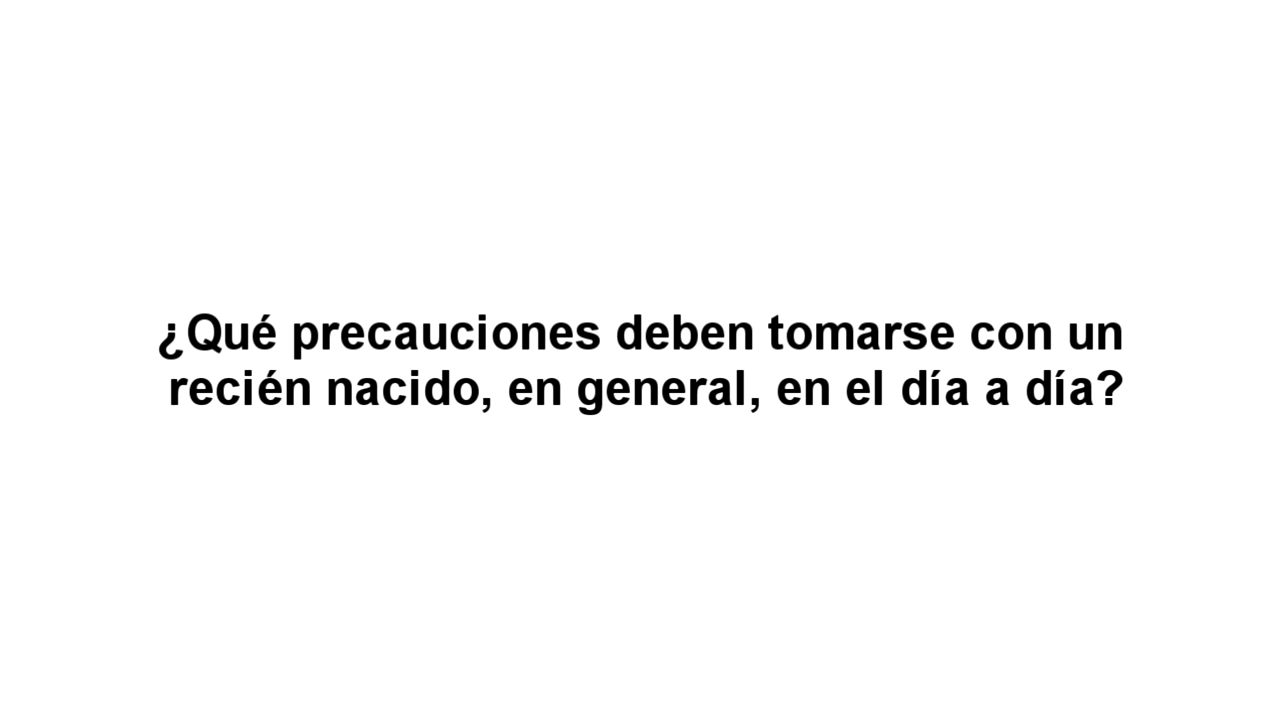 ¿Qué precauciones deben tomarse con un
recién nacido, en general, en el día a día?